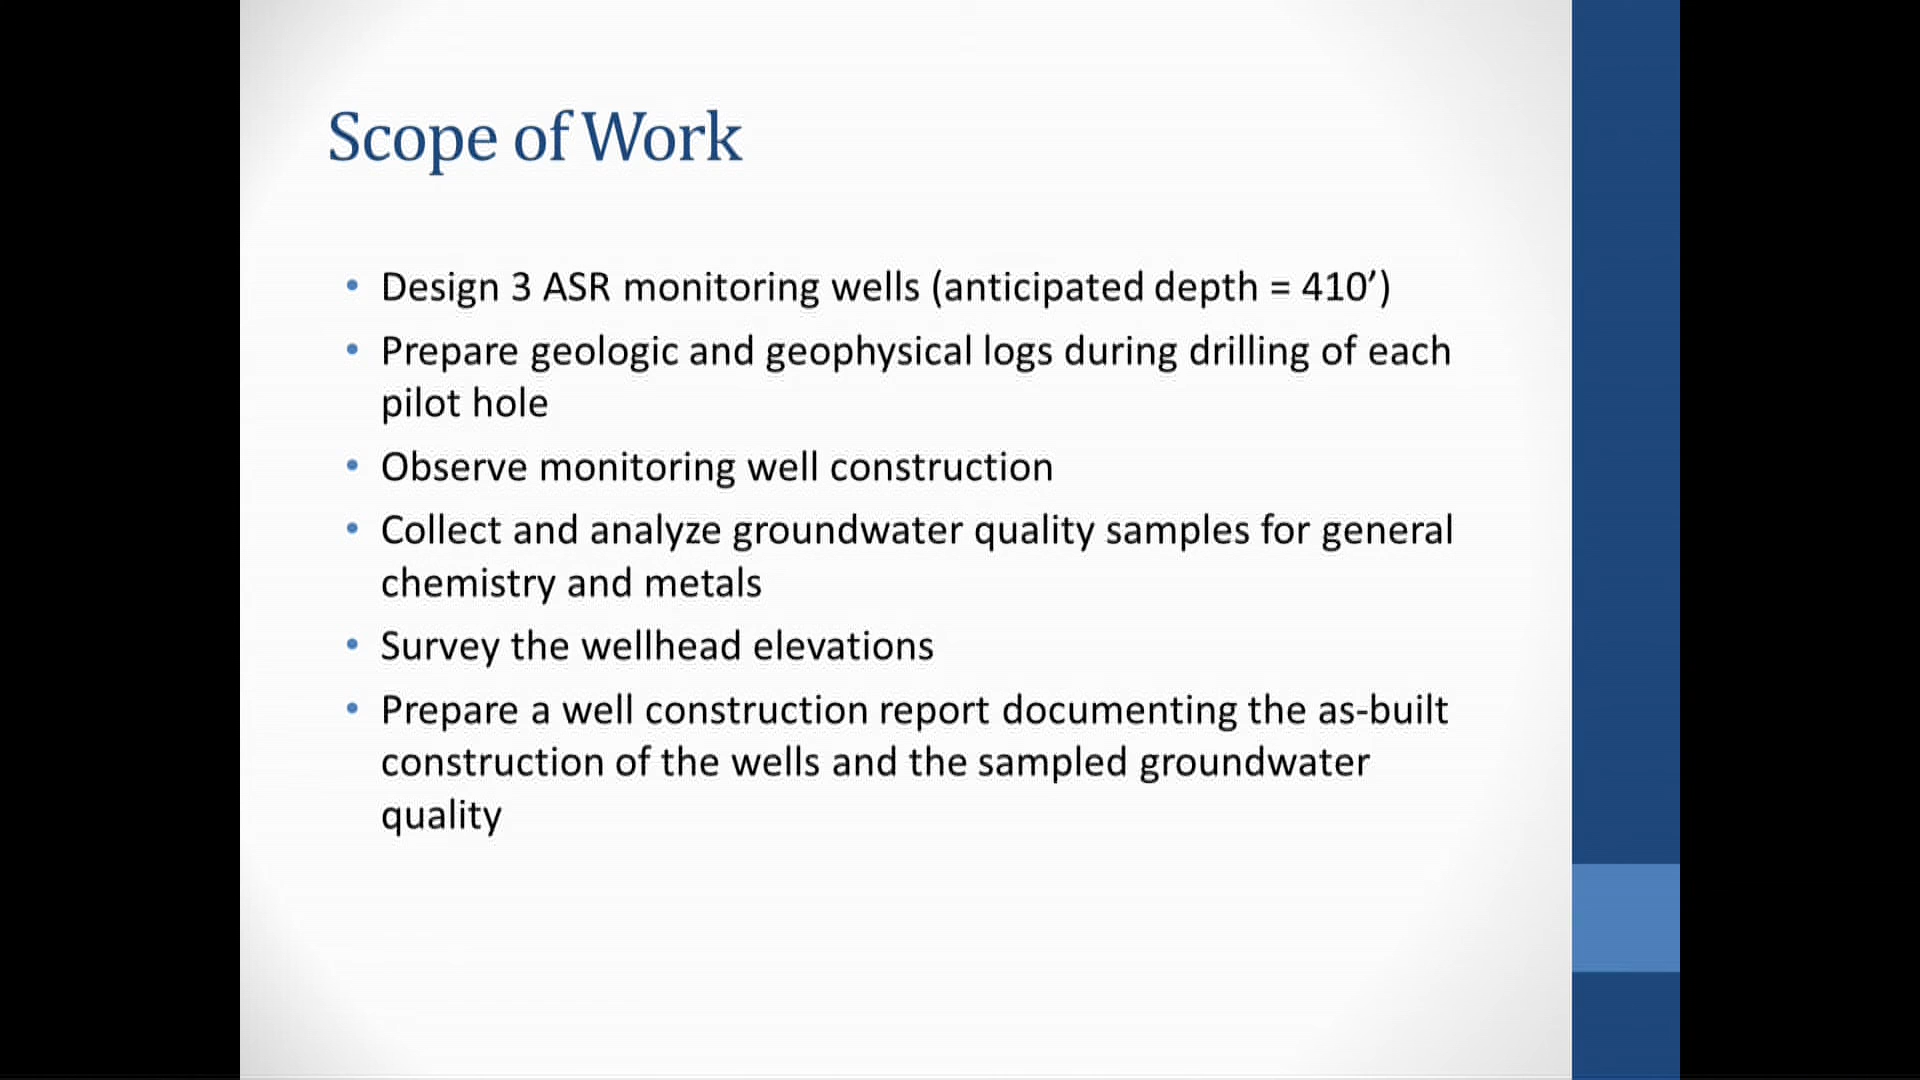 Scope of Work
• Design 3 ASR monitoring wells (anticipated depth = 410’)
• Prepare geologic and geophysical logs during drilling of each
pilot hole
• Observe monitoring well construction
• Collect and analyze groundwater quality samples for general
chemistry and metals
• Survey the wellhead elevations
• Prepare a well construction report documenting the as-built
construction of the wells and the sampled groundwater
quality